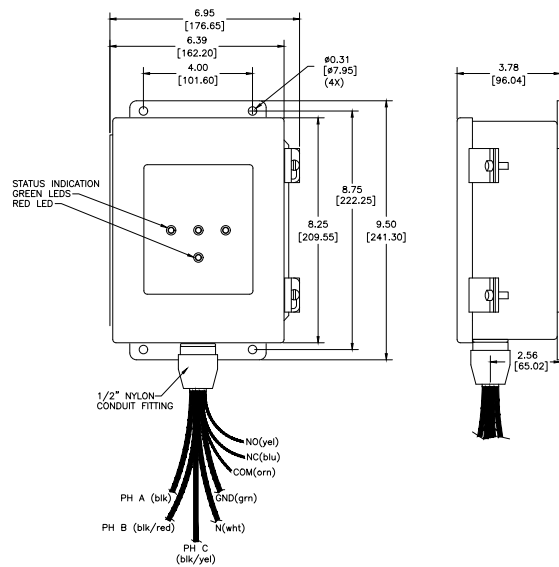 6.95
[176.65]
6.39
[162.20]
4.00
[101.60]
ø0.31
[ø7.95]
(4X)
3.78
[96.04]
STATUS INDICATION
GREEN LEDS
RED LED
8.25
[209.55]
8.75
[222.25]
9.50
[241.30]
2.56
[65.02]
1/2" NYLON
CONDUIT FITTING
NO(yel)
NC(blu)
COM(orn)
PH A (blk)
GND(grn)
PH B (blk/red)
N(wht)
PH C
(blk/yel)